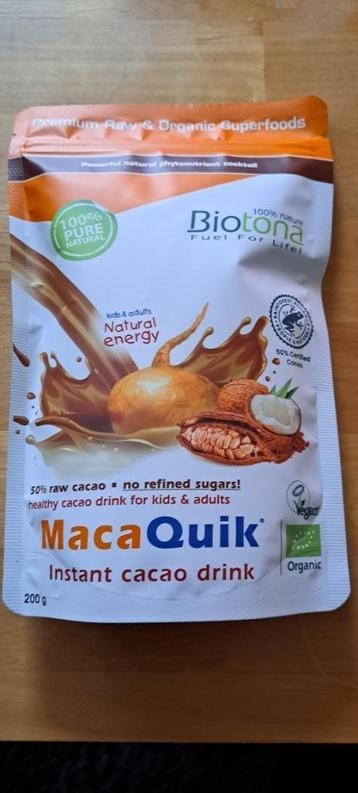 Premium Raw & Organic Superfoods
Powerful natural phytonutrient cocktail
100%
PURE
NATURAL
100% nature
Biotona
Fuel For Life!
kids & adults
Natural
energy
50% Certified
Cocoa
50% raw cacao ▪ no refined sugars!
healthy cacao drink for kids & adults
Vegan
MacaQuik®
Instant cacao drink
Organic
200 g